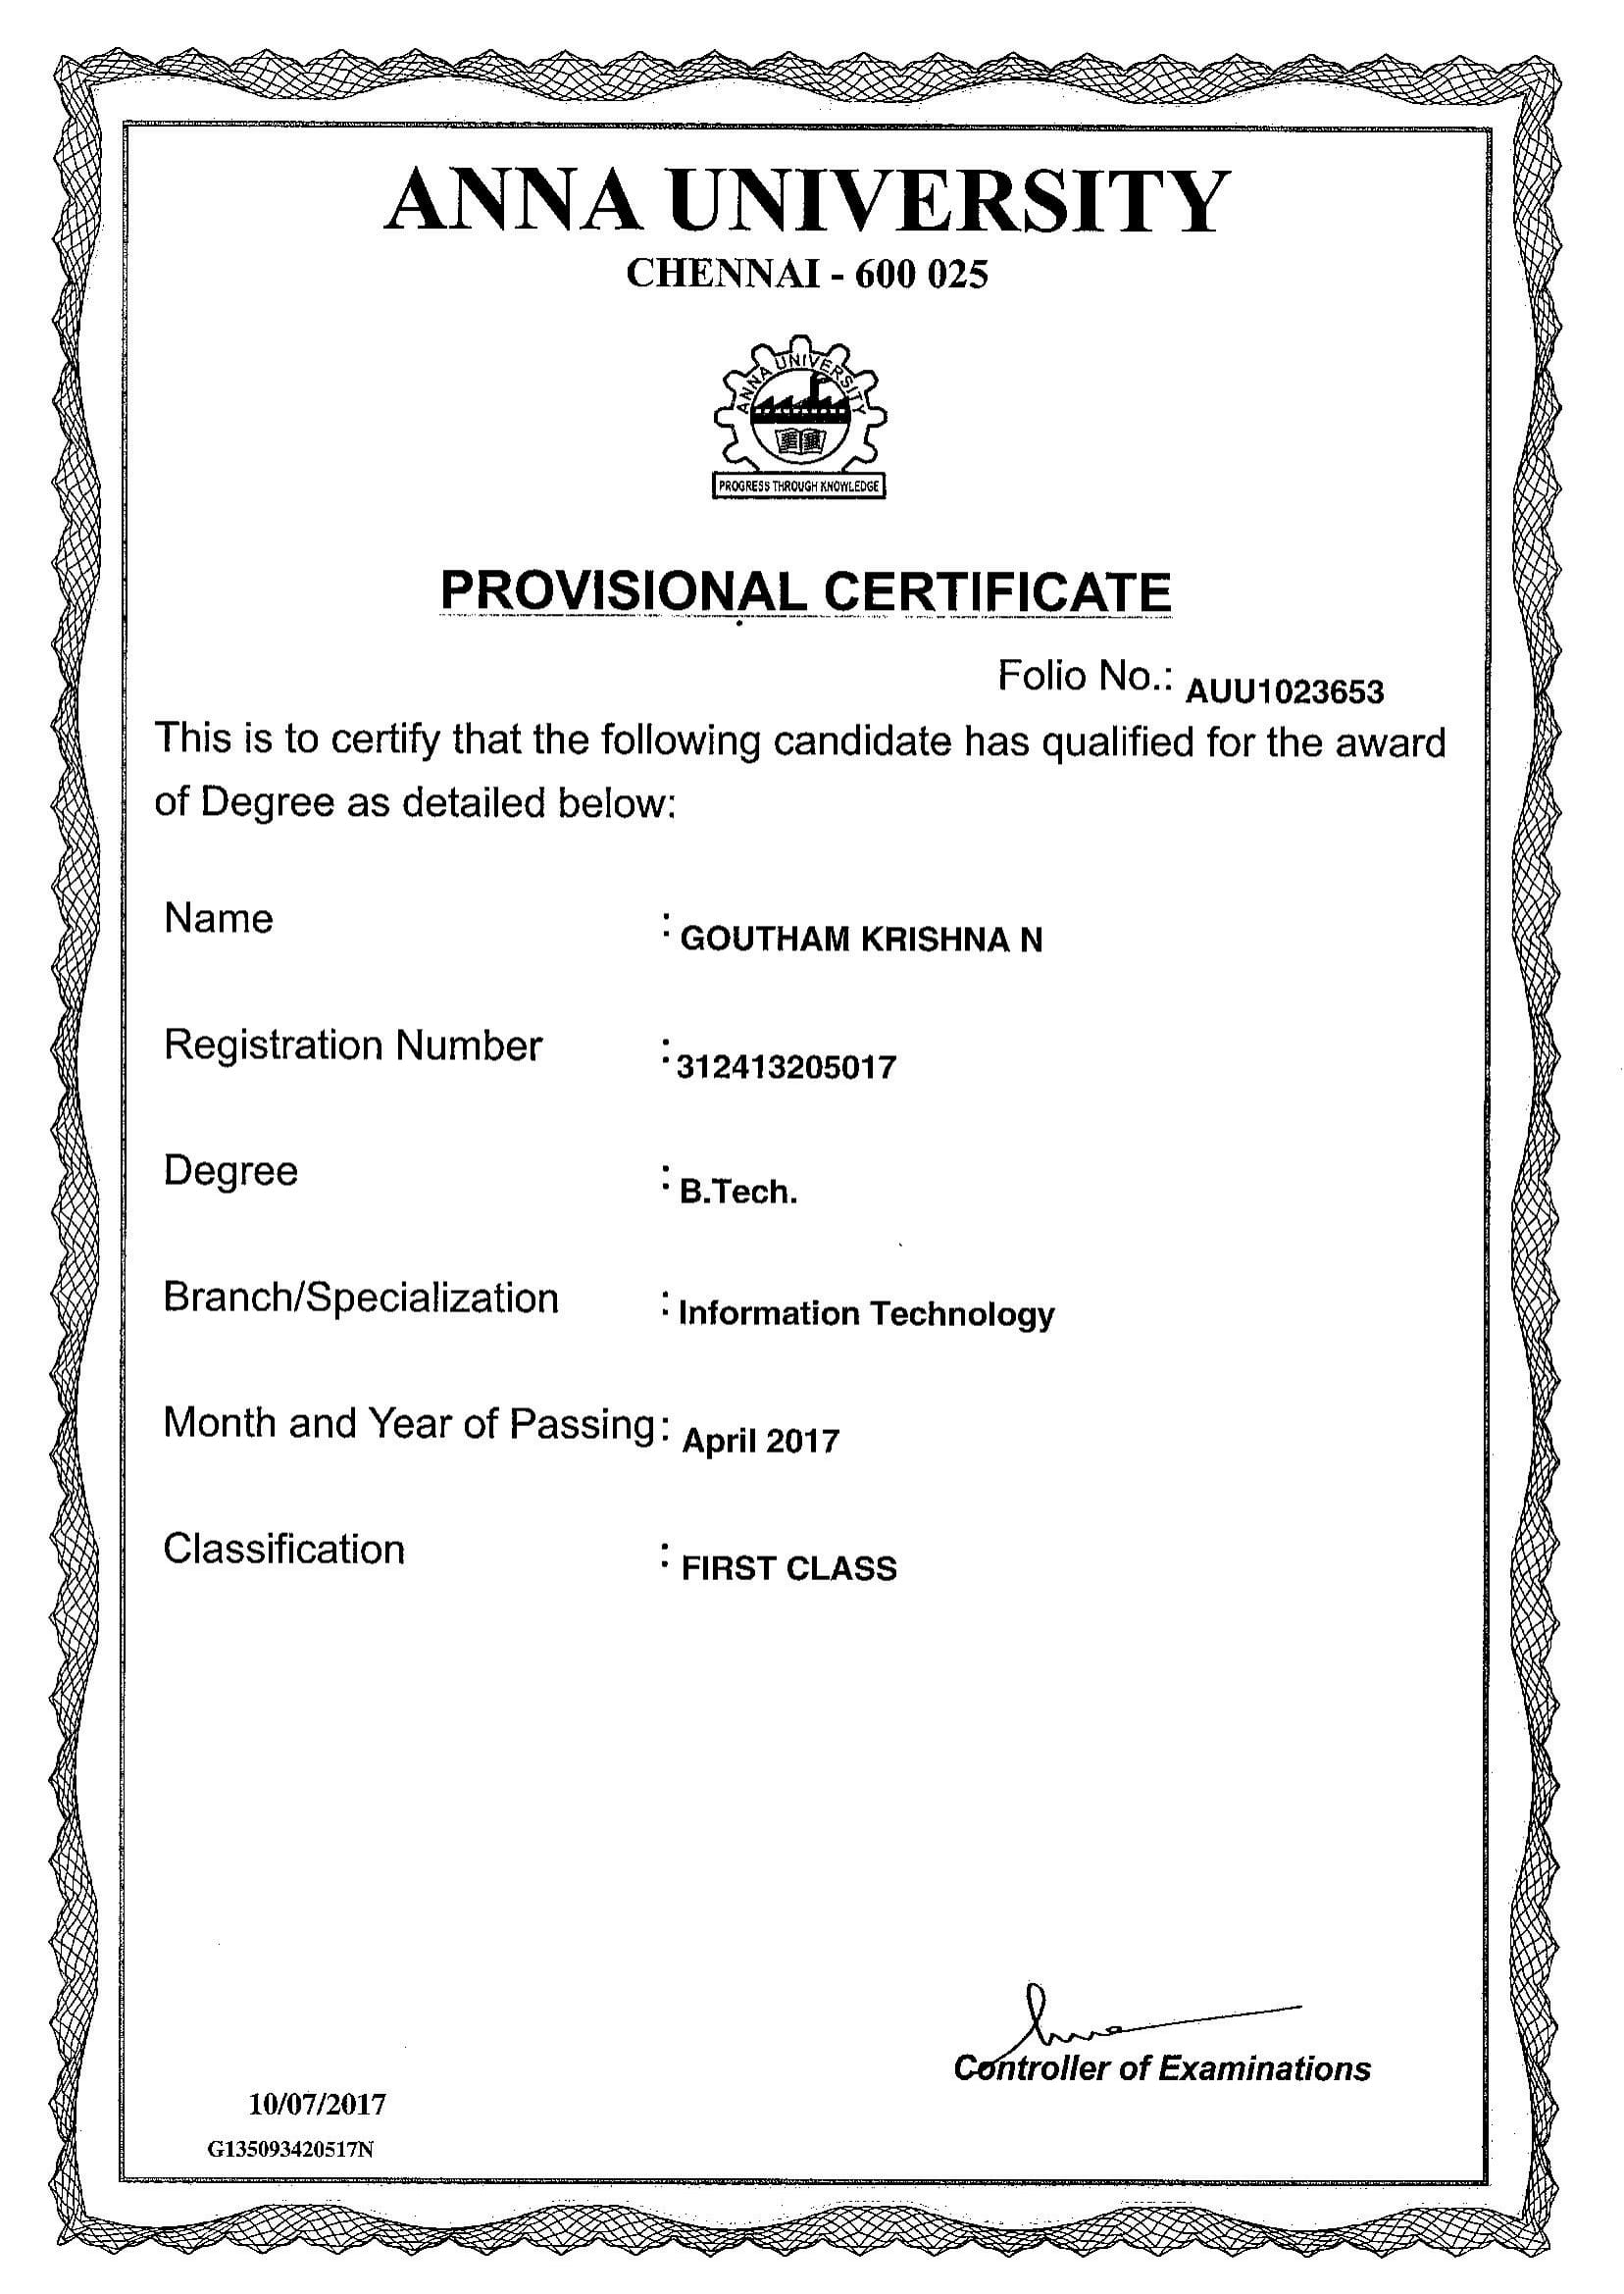 ANNA UNIVERSITY
CHENNAI - 600 025
ANNA UNIVERSITY
PROGRESS THROUGH KNOWLEDGE
PROVISIONAL CERTIFICATE
Folio No.: AUU1023653
This is to certify that the following candidate has qualified for the award
of Degree as detailed below:
Name : GOUTHAM KRISHNA N
Registration Number : 312413205017
Degree : B.Tech.
Branch/Specialization : Information Technology
Month and Year of Passing : April 2017
Classification : FIRST CLASS
Controller of Examinations
10/07/2017
G135093420517N